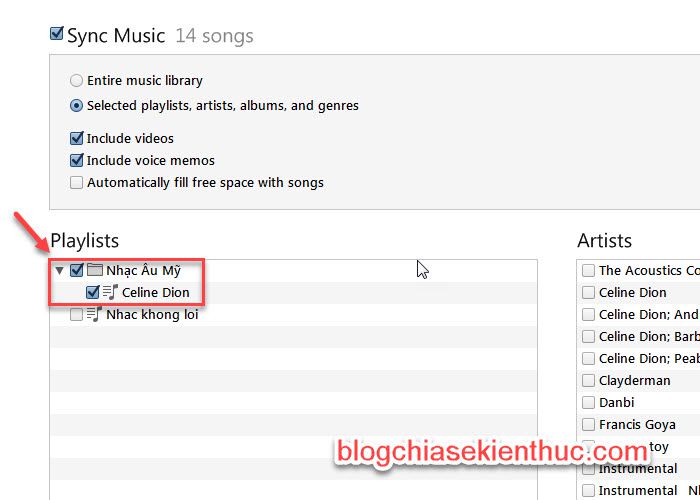 Sync Music 14 songs
Entire music library
Selected playlists, artists, albums, and genres
Include videos
Include voice memos
Automatically fill free space with songs
Playlists
Nhạc Âu Mỹ
Celine Dion
Nhac khong loi
Artists
The Acoustics Co
Celine Dion
Celine Dion; And
Celine Dion; Barb
Celine Dion; Peab
Clayderman
Danbi
Francis Goya
toy
Instrumental
Instrumental N
blogchiasekienthuc.com